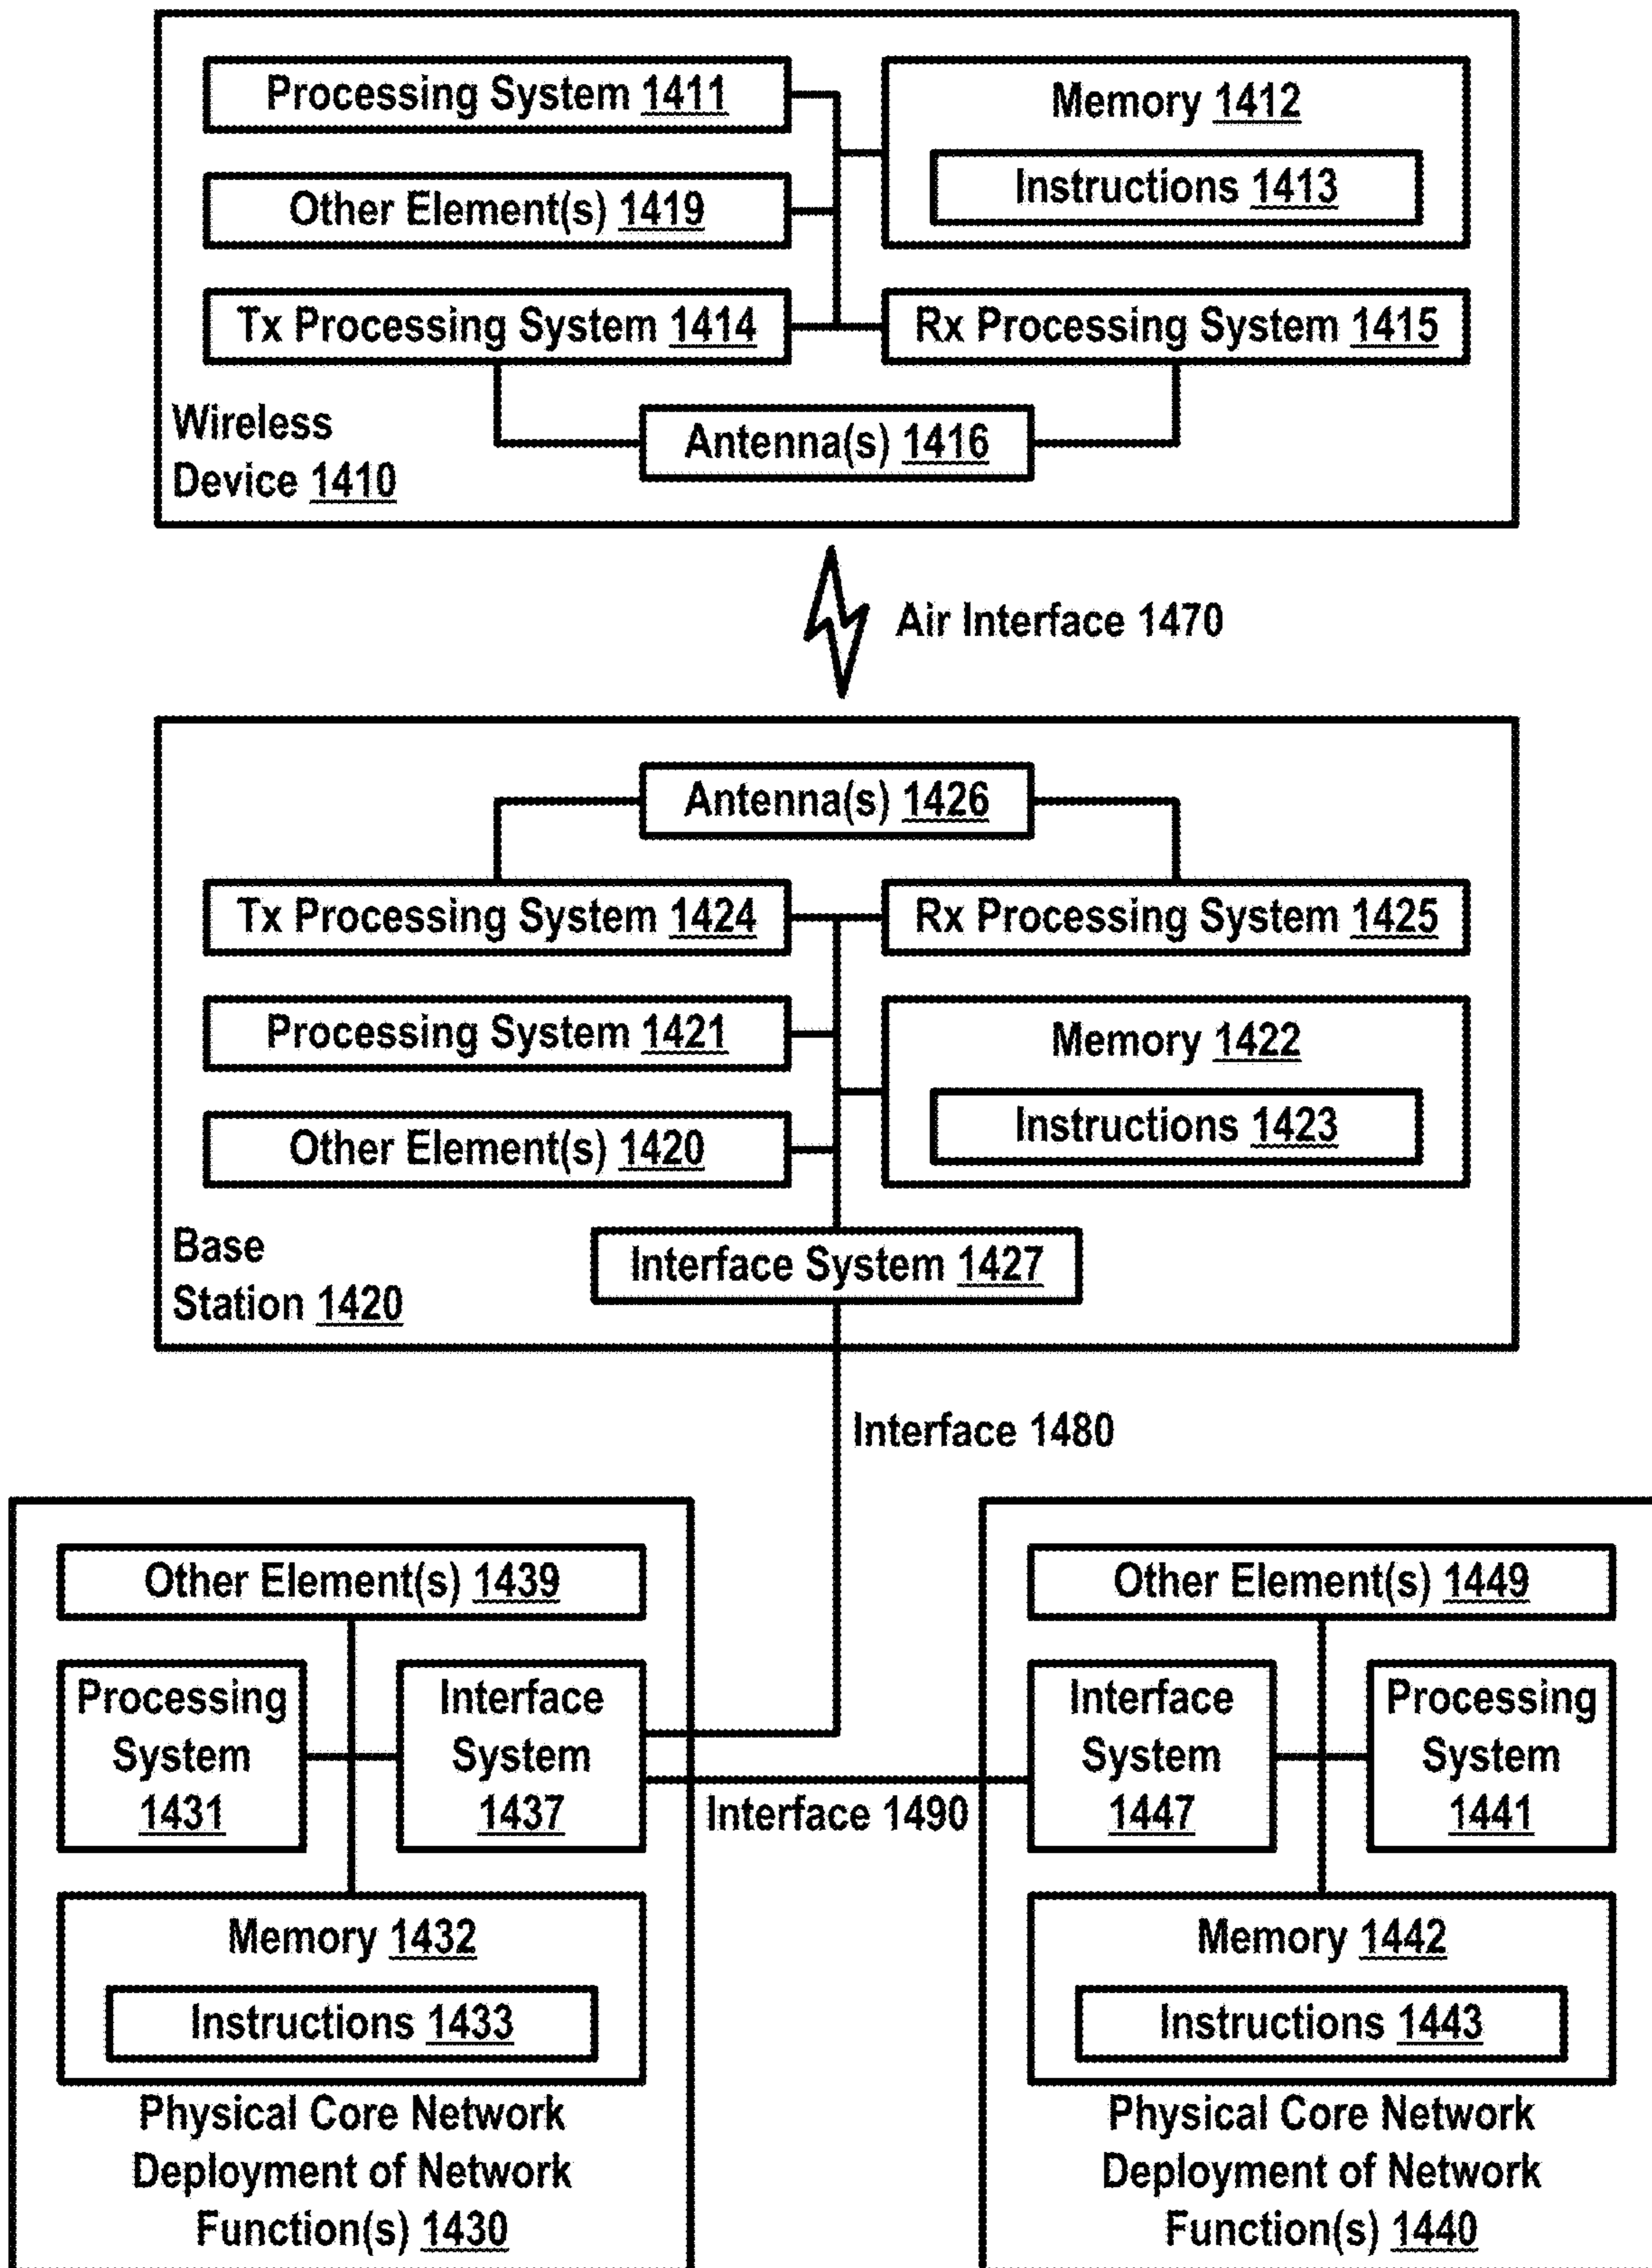 Processing System 1411
Memory 1412
Instructions 1413
Other Element(s) 1419
Tx Processing System 1414
Rx Processing System 1415
Wireless
Device 1410
Antenna(s) 1416
Air Interface 1470
Antenna(s) 1426
Tx Processing System 1424
Rx Processing System 1425
Processing System 1421
Memory 1422
Instructions 1423
Other Element(s) 1420
Base
Station 1420
Interface System 1427
Interface 1480
Other Element(s) 1439
Processing
System
1431
Interface
System
1437
Interface 1490
Memory 1432
Instructions 1433
Physical Core Network
Deployment of Network
Function(s) 1430
Other Element(s) 1449
Interface
System
1447
Processing
System
1441
Memory 1442
Instructions 1443
Physical Core Network
Deployment of Network
Function(s) 1440